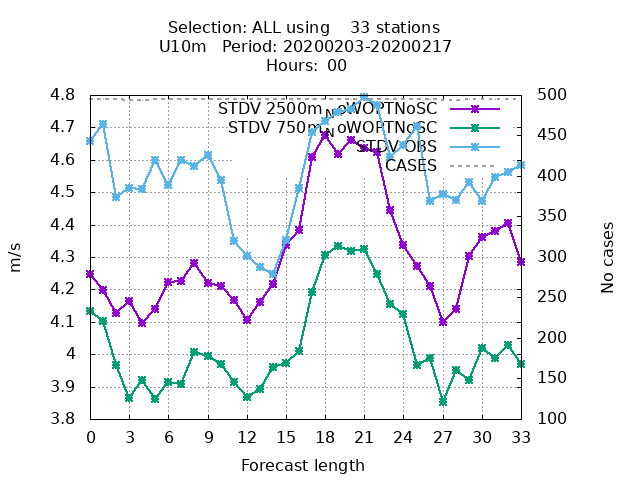 Selection: ALL using 33 stations
U10m Period: 20200203-20200217
Hours: 00
4.8
4.7
4.6
4.5
4.4
4.3
4.2
4.1
4
3.9
3.8
500
450
400
350
300
250
200
150
100
STDV 2500m_NoWOPTNoSC
STDV 750m_NoWOPTNoSC
STDV OBS
CASES
m/s
No cases
0 3 6 9 12 15 18 21 24 27 30 33
Forecast length